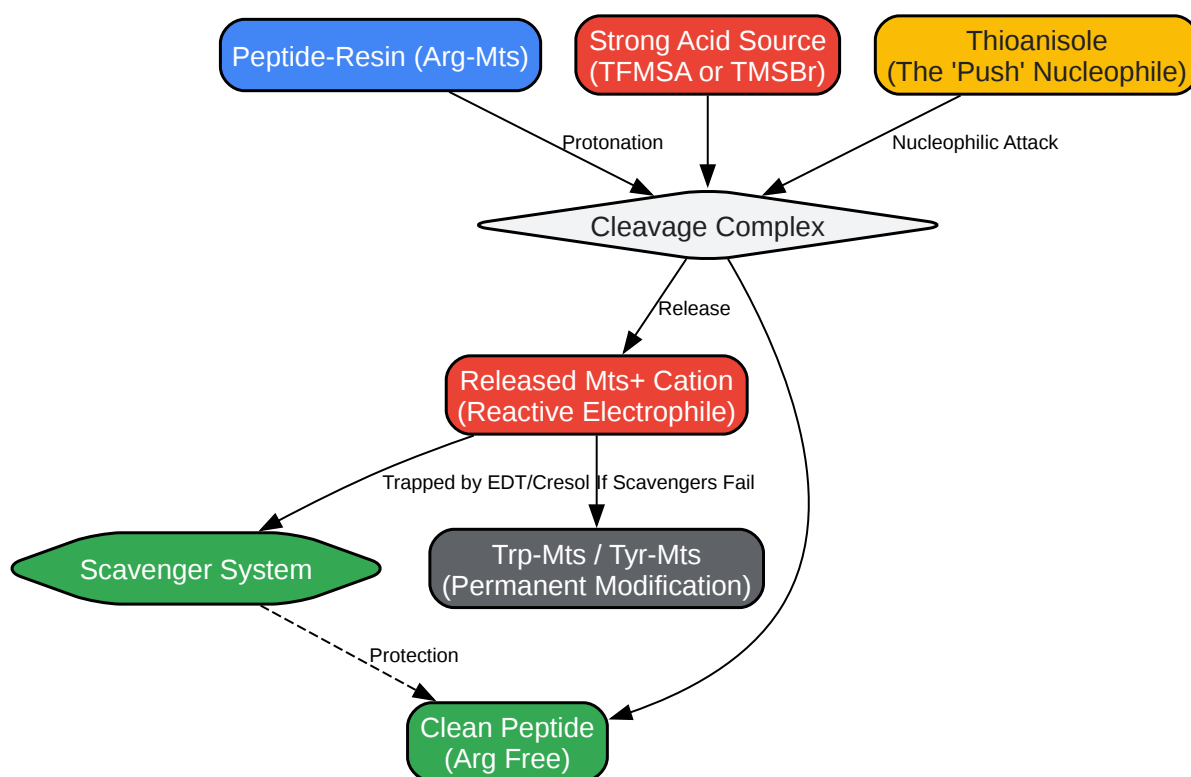 Peptide-Resin (Arg-Mts)
Strong Acid Source
(TFMSA or TMSBr)
Thioanisole
(The 'Push' Nucleophile)
Protonation
Nucleophilic Attack
Cleavage Complex
Release
Released Mts+ Cation
(Reactive Electrophile)
Trapped by EDT/Cresol
If Scavengers Fail
Scavenger System
Trp-Mts / Tyr-Mts
(Permanent Modification)
Protection
Clean Peptide
(Arg Free)